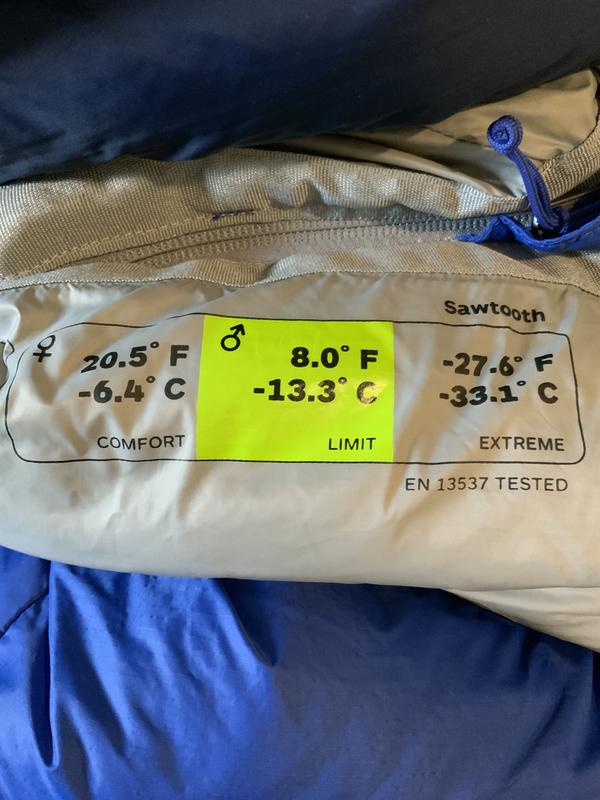 Sawtooth
♀ 20.5° F
-6.4° C
COMFORT
♂ 8.0° F
-13.3° C
LIMIT
-27.6° F
-33.1° C
EXTREME
EN 13537 TESTED